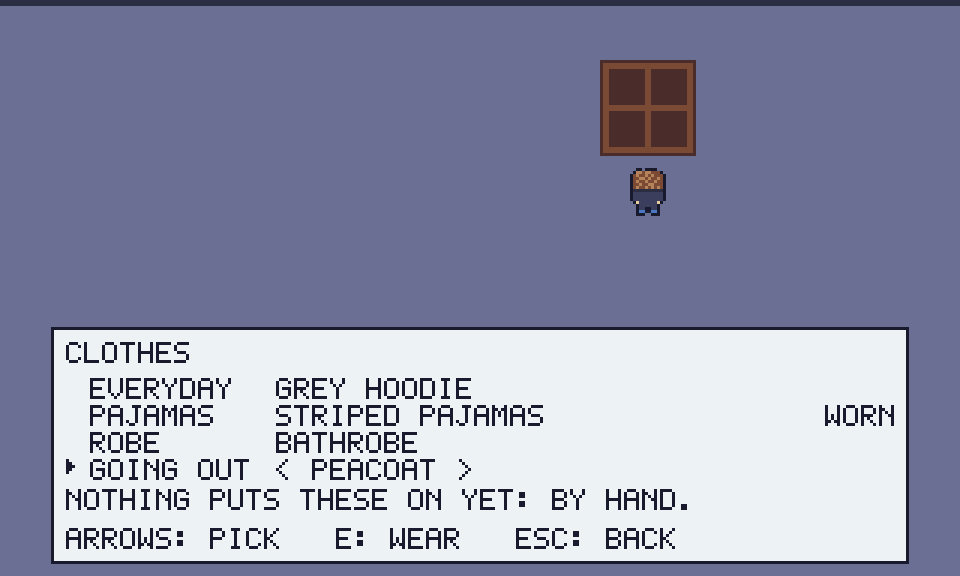 CLOTHES
EVERYDAY GREY HOODIE
PAJAMAS STRIPED PAJAMAS WORN
ROBE BATHROBE
GOING OUT < PEACOAT >
NOTHING PUTS THESE ON YET: BY HAND.
ARROWS: PICK E: WEAR ESC: BACK